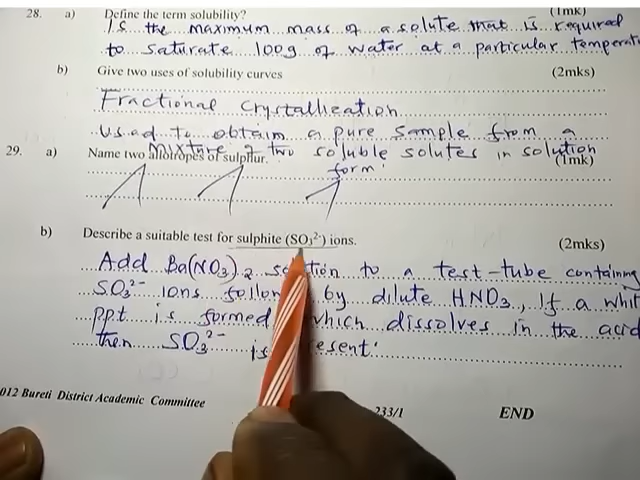 28. a) Define the term solubility? (1mk)
Is the maximum mass of a solute that is required
to saturate 100g of water at a particular temperat
b) Give two uses of solubility curves (2mks)
Fractional crystallization
Used to obtain a pure sample from a
mixture of two soluble solutes in solution
form.
29. a) Name two allotropes of sulphur. (1mk)
b) Describe a suitable test for sulphite (SO₃²⁻) ions. (2mks)
Add Ba(NO₃)₂ solution to a test-tube containing
SO₃²⁻ ions follow by dilute HNO₃, If a whit
ppt is formed which dissolves in the acid
then SO₃²⁻ is present.
012 Bureti District Academic Committee 233/1 END